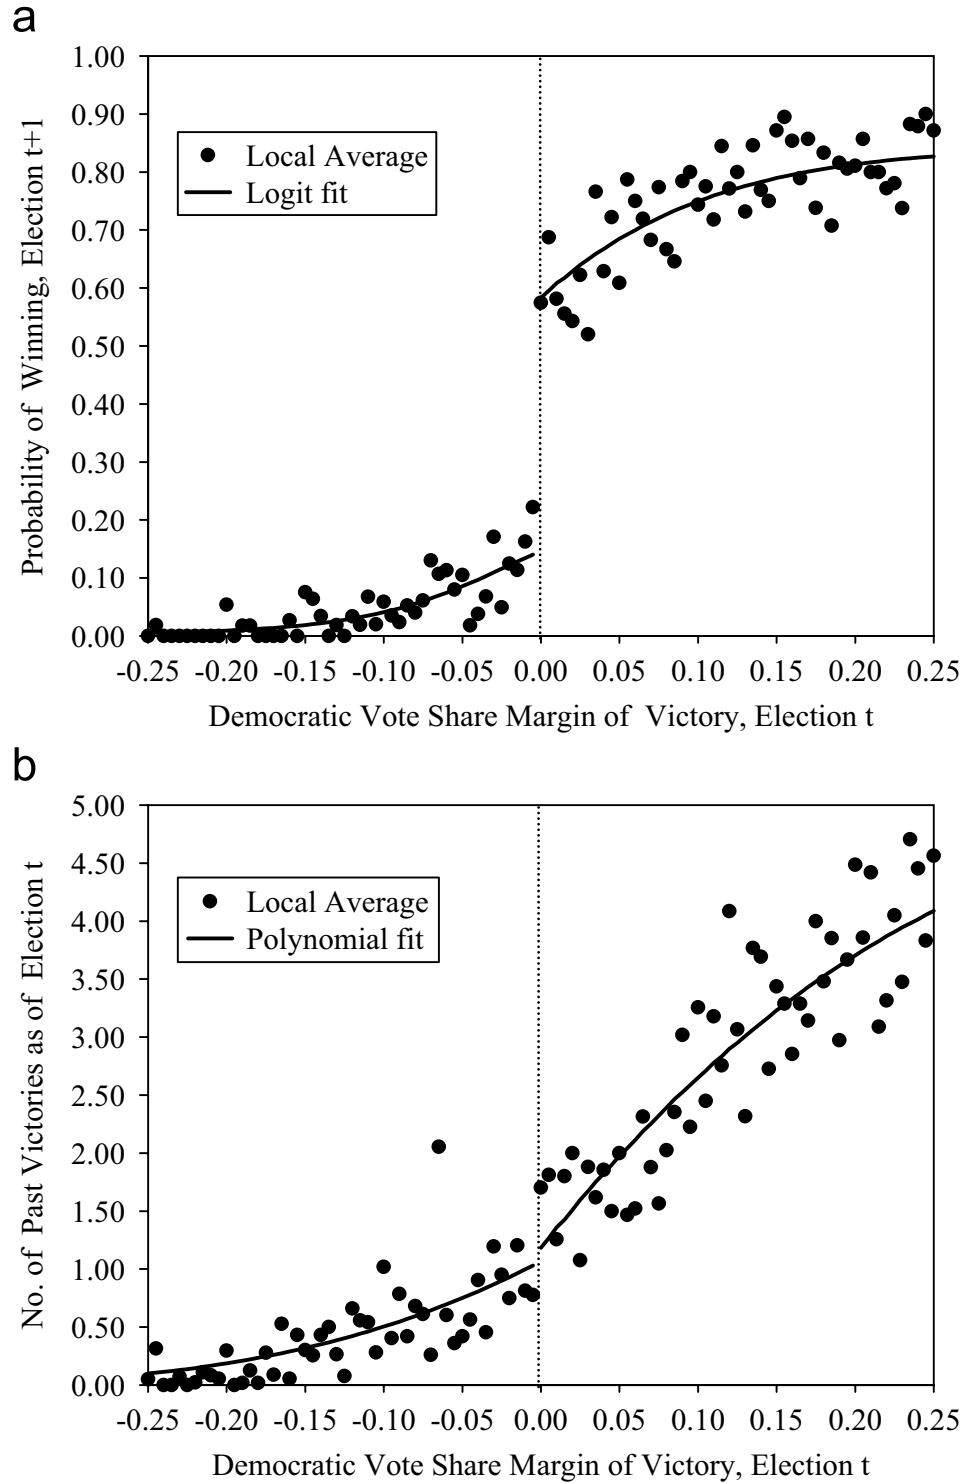 a
1.00
0.90
0.80
0.70
0.60
0.50
0.40
0.30
0.20
0.10
0.00
Probability of Winning, Election t+1
Local Average
Logit fit
-0.25 -0.20 -0.15 -0.10 -0.05 0.00 0.05 0.10 0.15 0.20 0.25
Democratic Vote Share Margin of Victory, Election t
b
5.00
4.50
4.00
3.50
3.00
2.50
2.00
1.50
1.00
0.50
0.00
No. of Past Victories as of Election t
Local Average
Polynomial fit
-0.25 -0.20 -0.15 -0.10 -0.05 0.00 0.05 0.10 0.15 0.20 0.25
Democratic Vote Share Margin of Victory, Election t